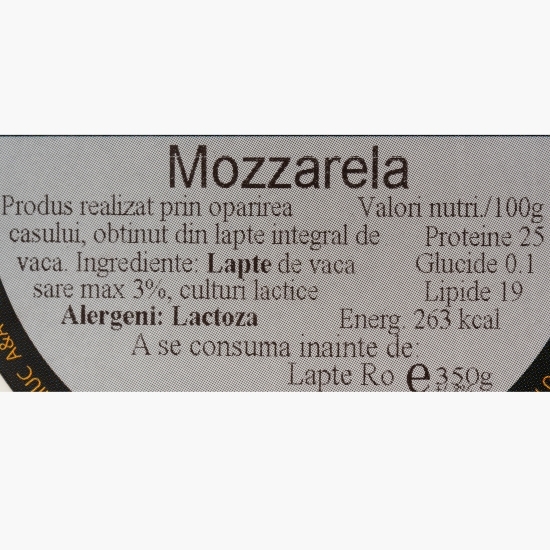 Mozzarela
Produs realizat prin oparirea
casului, obtinut din lapte integral de
vaca. Ingrediente: Lapte de vaca
sare max 3%, culturi lactice
Alergeni: Lactoza
Valori nutri./100g
Proteine 25
Glucide 0.1
Lipide 19
Energ. 263 kcal
A se consuma inainte de:
Lapte Ro e 350g